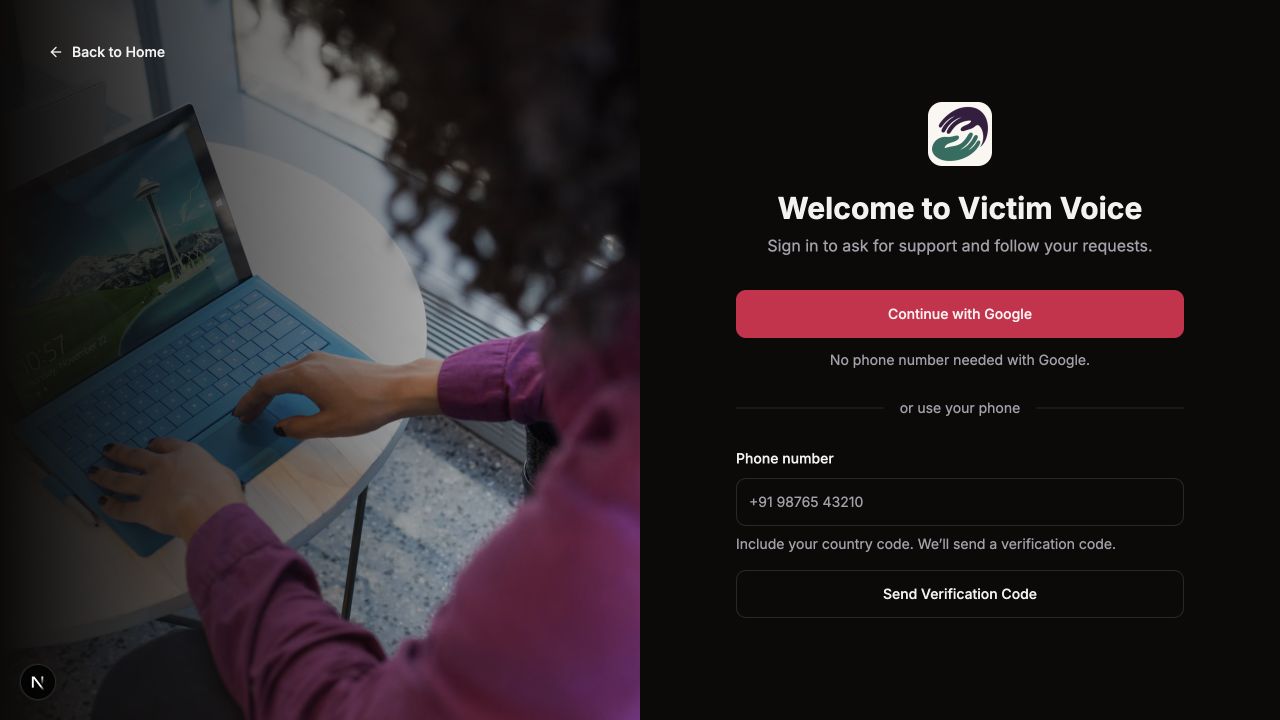 Back to Home
Welcome to Victim Voice
Sign in to ask for support and follow your requests.
Continue with Google
No phone number needed with Google.
or use your phone
Phone number
+91 98765 43210
Include your country code. We’ll send a verification code.
Send Verification Code
10:57
N